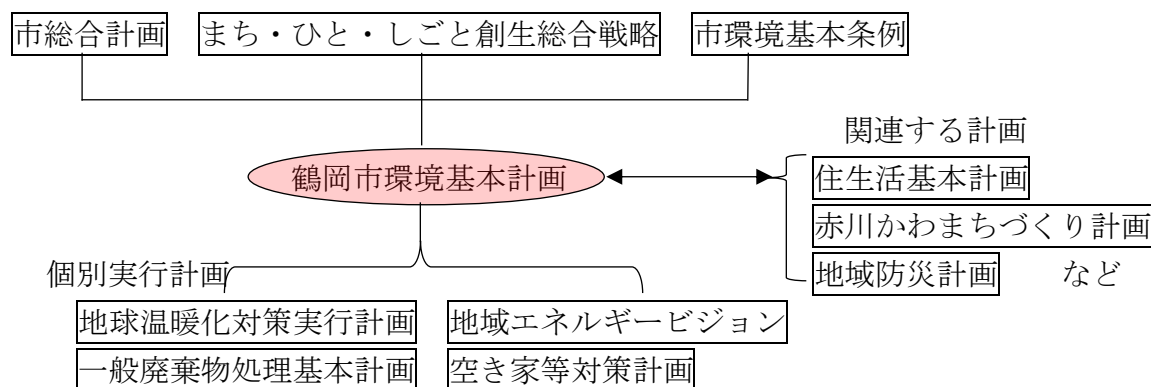 市総合計画 まち・ひと・しごと創生総合戦略 市環境基本条例
関連する計画
鶴岡市環境基本計画 住生活基本計画
赤川かわまちづくり計画
個別実行計画 地域防災計画 など
地球温暖化対策実行計画 地域エネルギービジョン
一般廃棄物処理基本計画 空き家等対策計画